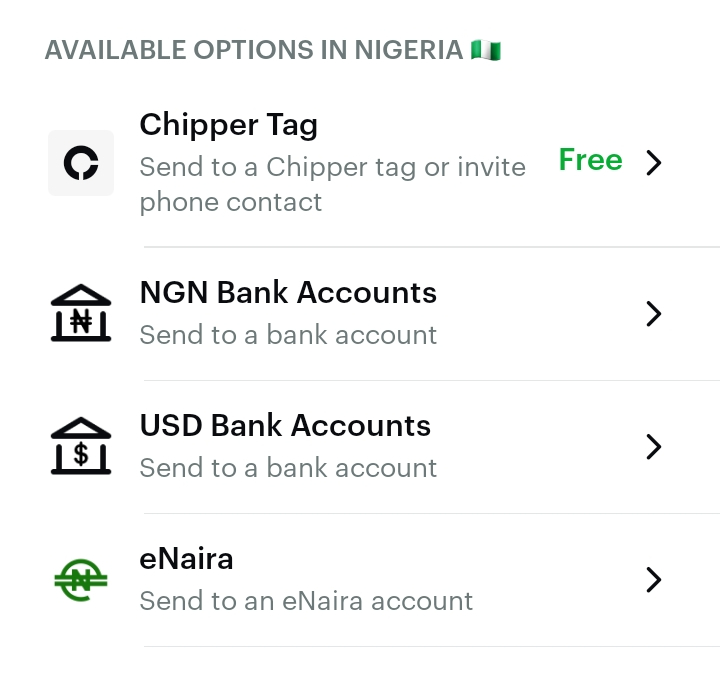 AVAILABLE OPTIONS IN NIGERIA 🇳🇬
Chipper Tag
Send to a Chipper tag or invite
phone contact
Free
NGN Bank Accounts
Send to a bank account
USD Bank Accounts
Send to a bank account
eNaira
Send to an eNaira account